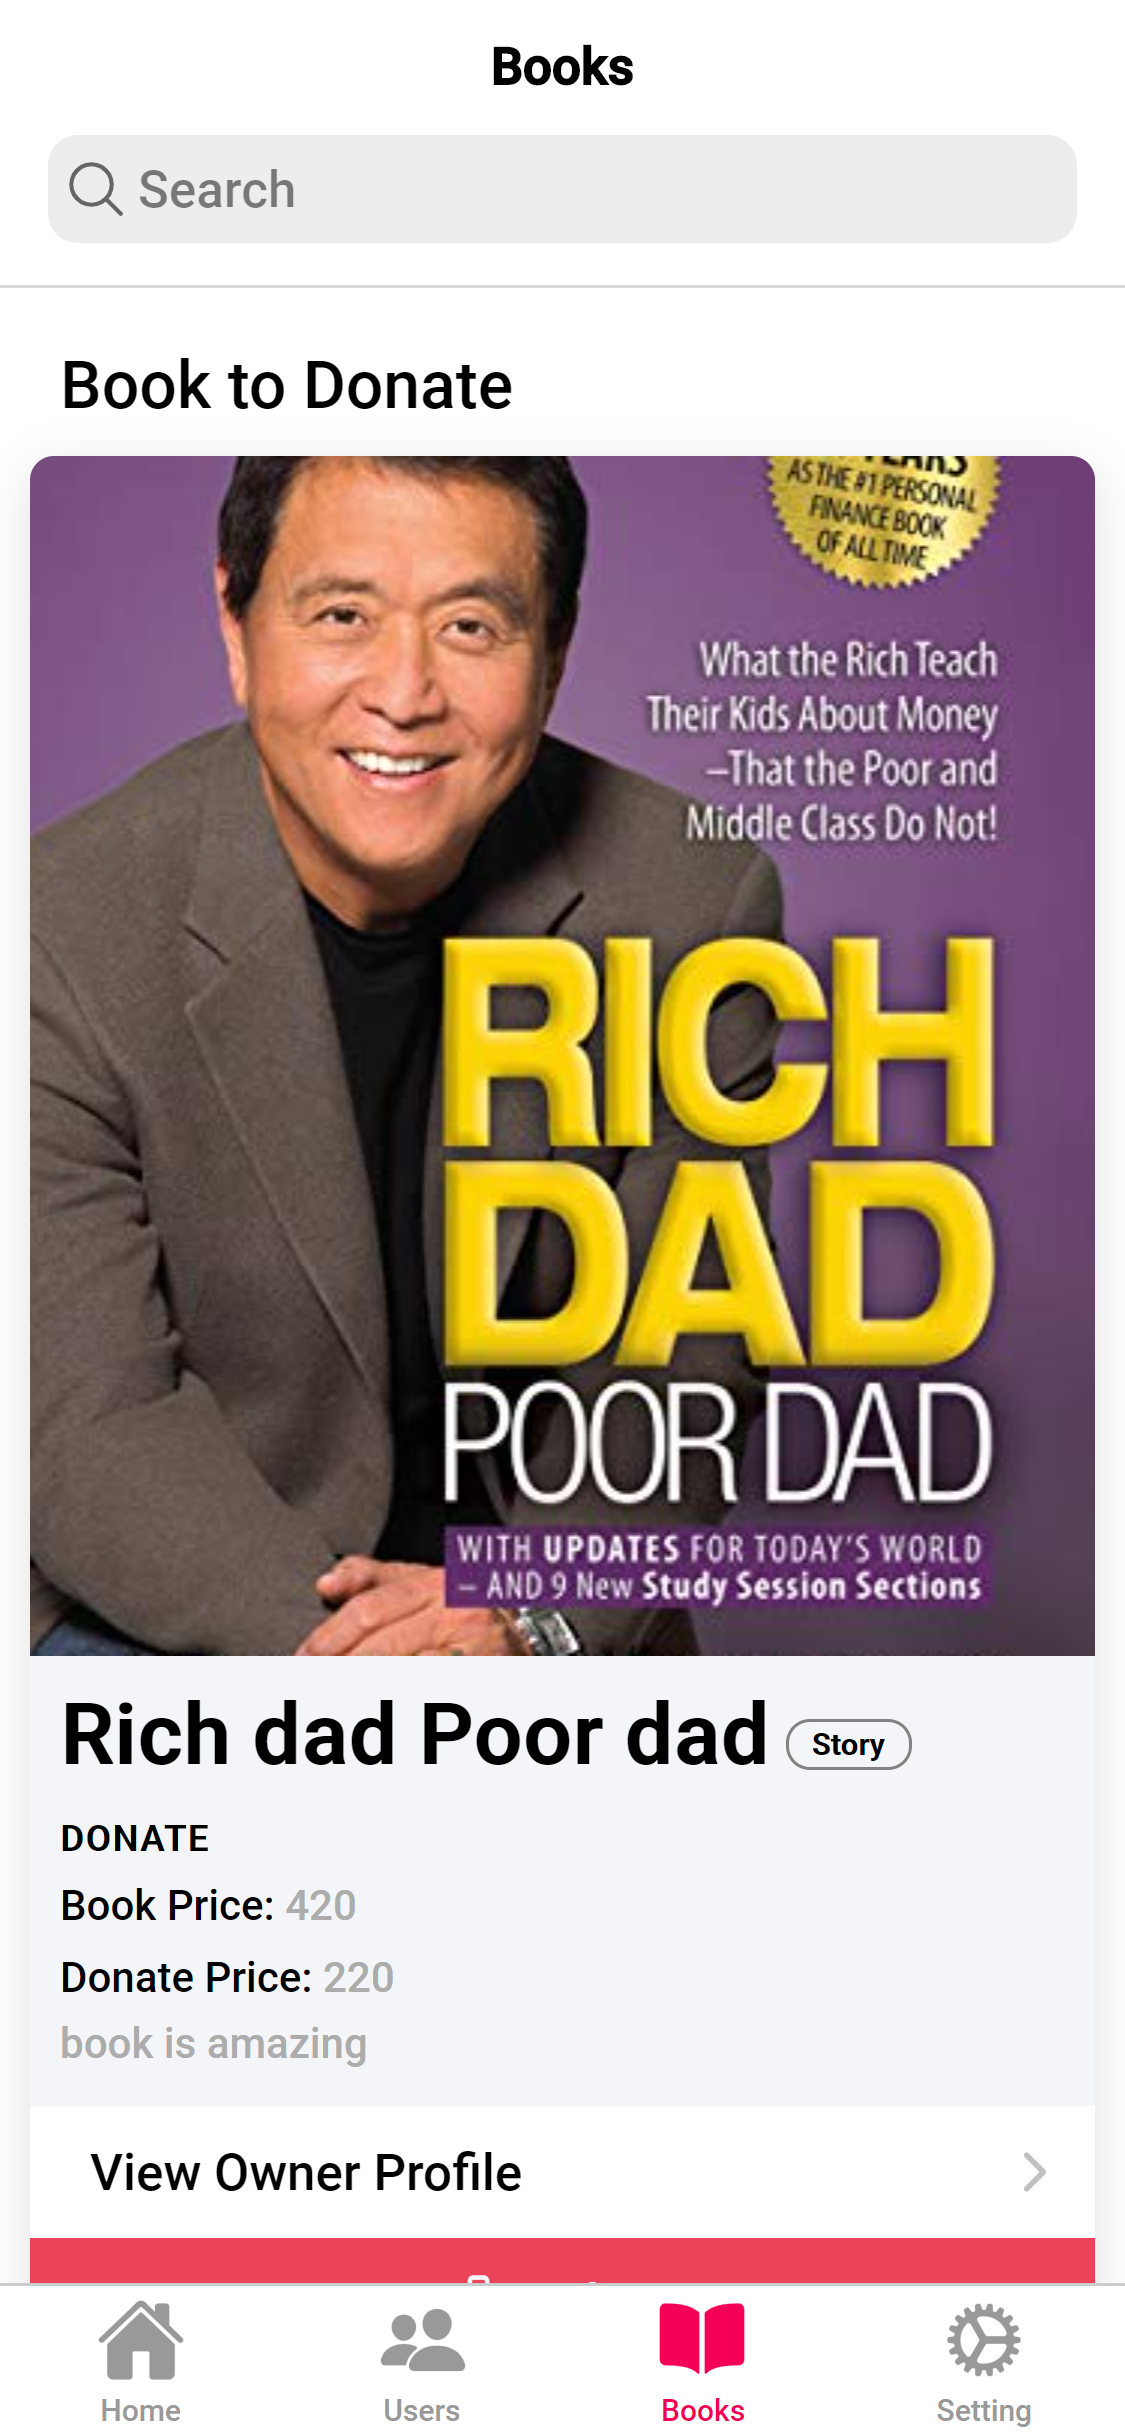 Books
Search
Book to Donate
YEARS
AS THE #1 PERSONAL
FINANCE BOOK
OF ALL TIME
What the Rich Teach
Their Kids About Money
–That the Poor and
Middle Class Do Not!
RICH
DAD
POOR DAD
WITH UPDATES FOR TODAY'S WORLD
– AND 9 New Study Session Sections
Rich dad Poor dad Story
DONATE
Book Price: 420
Donate Price: 220
book is amazing
View Owner Profile
Home Users Books Setting